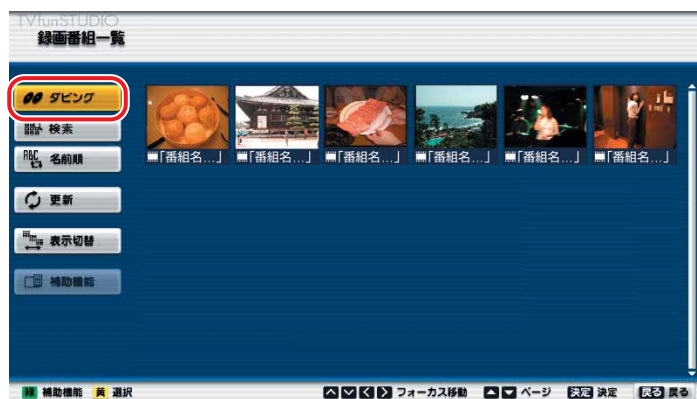 TVfunSTUDIO
録画番組一覧
ダビング
検索
ABC 名前順
更新
表示切替
補助機能
「番組名...」 「番組名...」 「番組名...」 「番組名...」 「番組名...」 「番組名...」
緑 補助機能 黄 選択 フォーカス移動 ページ 決定 決定 戻る 戻る